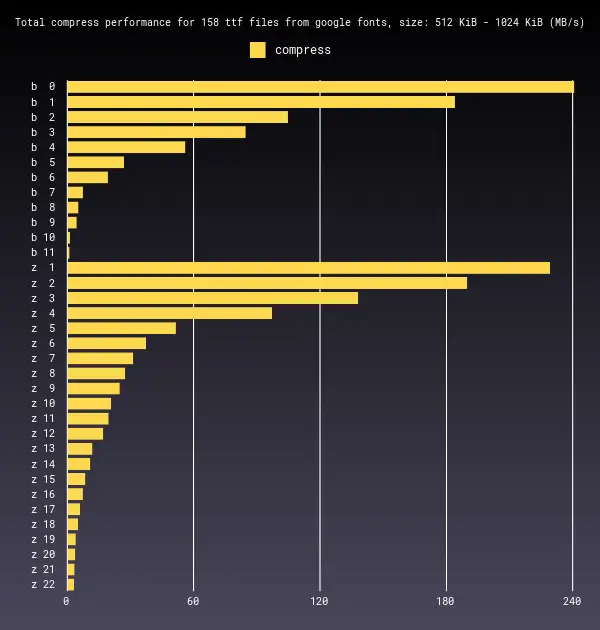 Total compress performance for 158 ttf files from google fonts, size: 512 KiB - 1024 KiB (MB/s)
compress
b 0
b 1
b 2
b 3
b 4
b 5
b 6
b 7
b 8
b 9
b 10
b 11
z 1
z 2
z 3
z 4
z 5
z 6
z 7
z 8
z 9
z 10
z 11
z 12
z 13
z 14
z 15
z 16
z 17
z 18
z 19
z 20
z 21
z 22
0 60 120 180 240